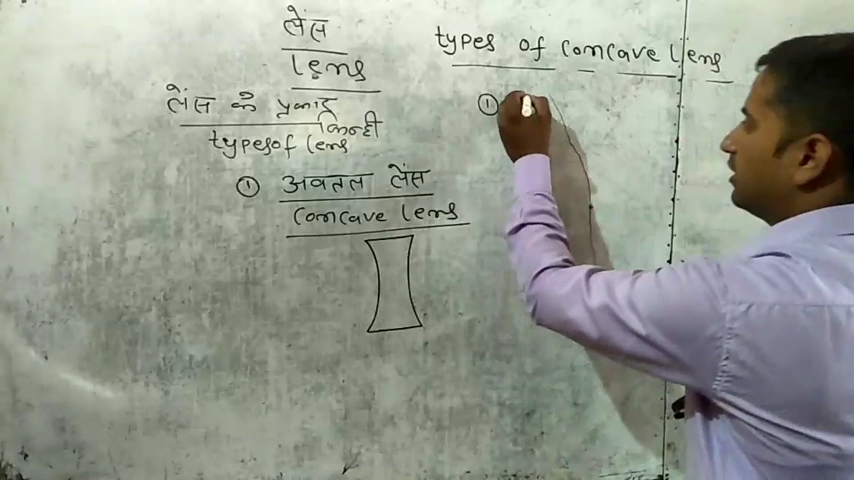 लेंस
lens
लेंस के प्रकार
किन्ही
types of lens
① अवतल लेंस
Concave lens
types of Concave lens
①